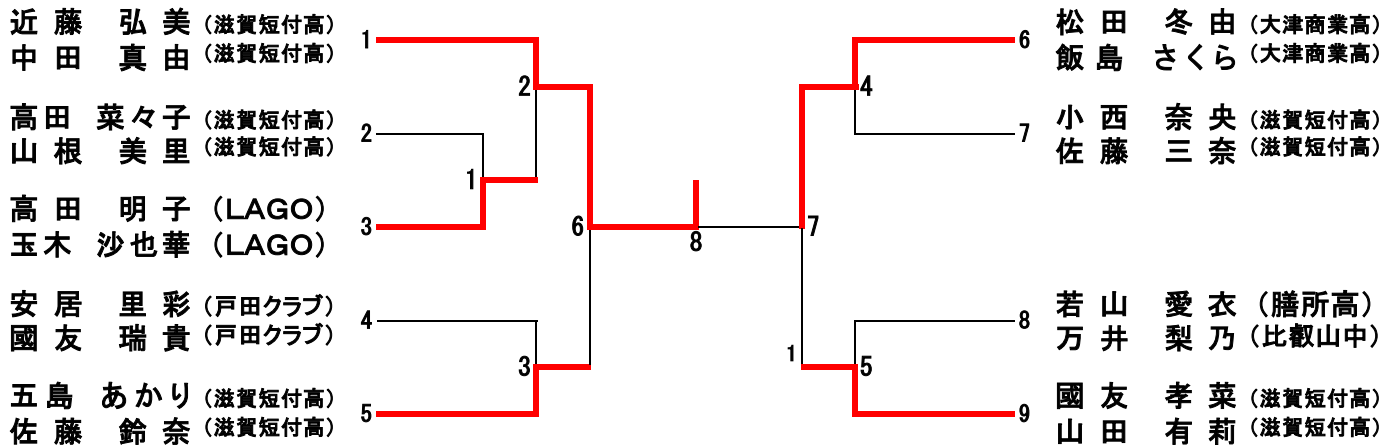 近藤 弘美 (滋賀短付高)
中田 真由 (滋賀短付高)
1
高田 菜々子 (滋賀短付高)
山根 美里 (滋賀短付高)
2
高田 明子 (LAGO)
玉木 沙也華 (LAGO)
3
安居 里彩 (戸田クラブ)
國友 瑞貴 (戸田クラブ)
4
五島 あかり (滋賀短付高)
佐藤 鈴奈 (滋賀短付高)
5
2
1
6
3
8
7
4
1
5
6
松田 冬由 (大津商業高)
飯島 さくら (大津商業高)
7
小西 奈央 (滋賀短付高)
佐藤 三奈 (滋賀短付高)
8
若山 愛衣 (膳所高)
万井 梨乃 (比叡山中)
9
國友 孝菜 (滋賀短付高)
山田 有莉 (滋賀短付高)